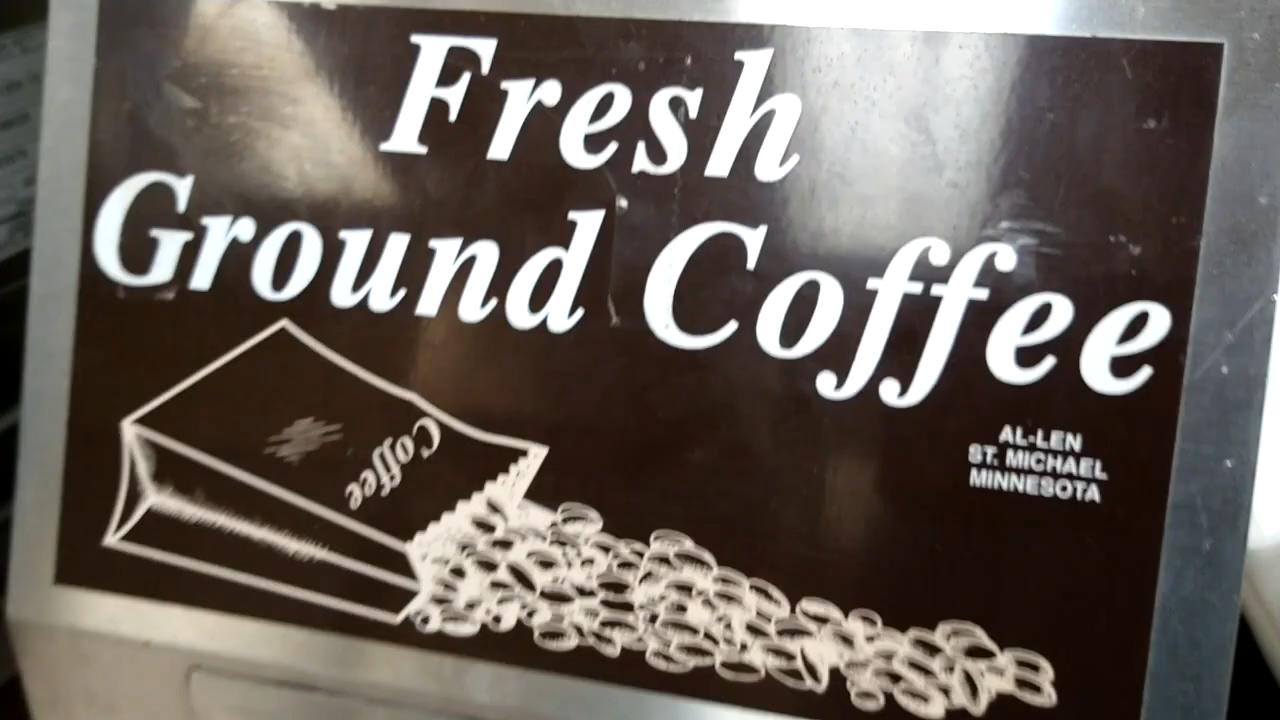 Fresh
Ground Coffee
AL-LEN
ST. MICHAEL
MINNESOTA
Coffee